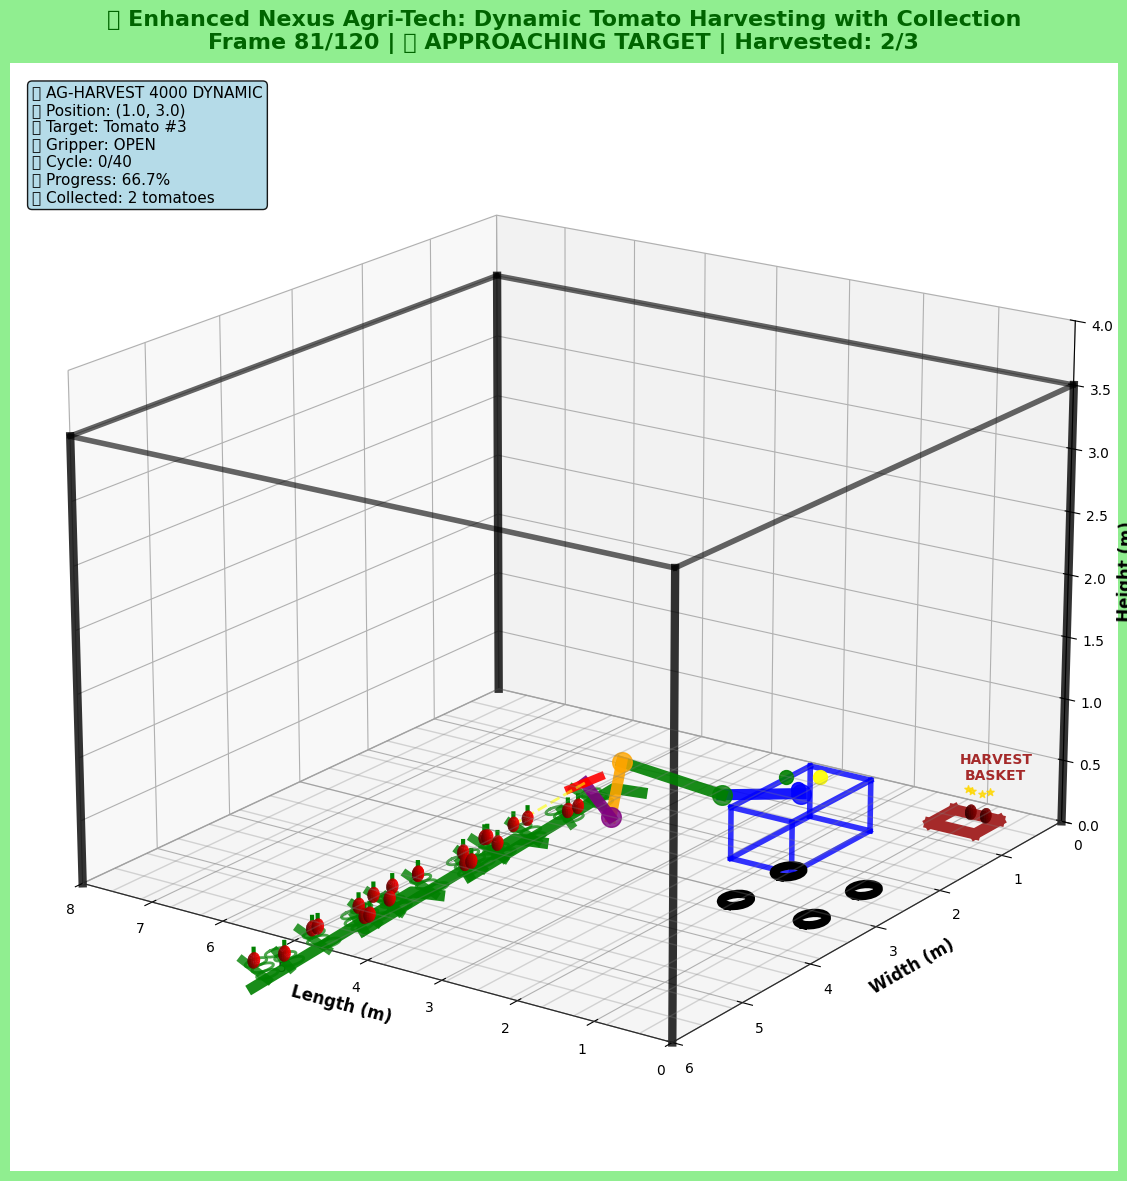 Enhanced Nexus Agri-Tech: Dynamic Tomato Harvesting with Collection
Frame 81/120 | APPROACHING TARGET | Harvested: 2/3
AG-HARVEST 4000 DYNAMIC
Position: (1.0, 3.0)
Target: Tomato #3
Gripper: OPEN
Cycle: 0/40
Progress: 66.7%
Collected: 2 tomatoes
4.0
3.5
3.0
2.5
2.0
1.5
1.0
0.5
0.0
Height (m)
HARVEST
BASKET
0
1
2
3
4
5
6
Width (m)
8
7
6
4
3
2
1
0
Length (m)